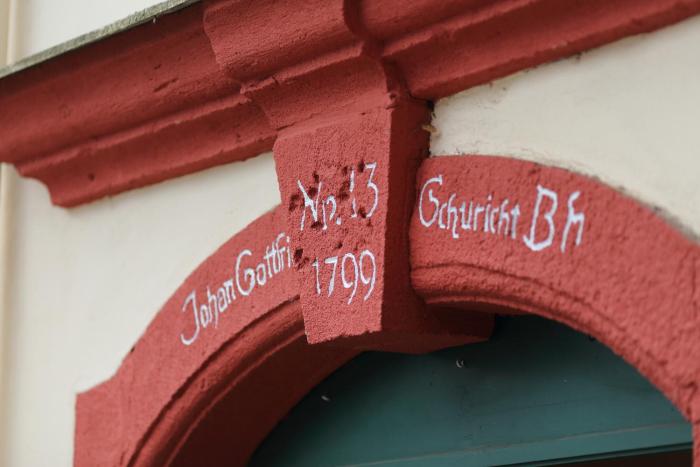 Johan Gottfri
No. 13
1799
Schuricht Bh